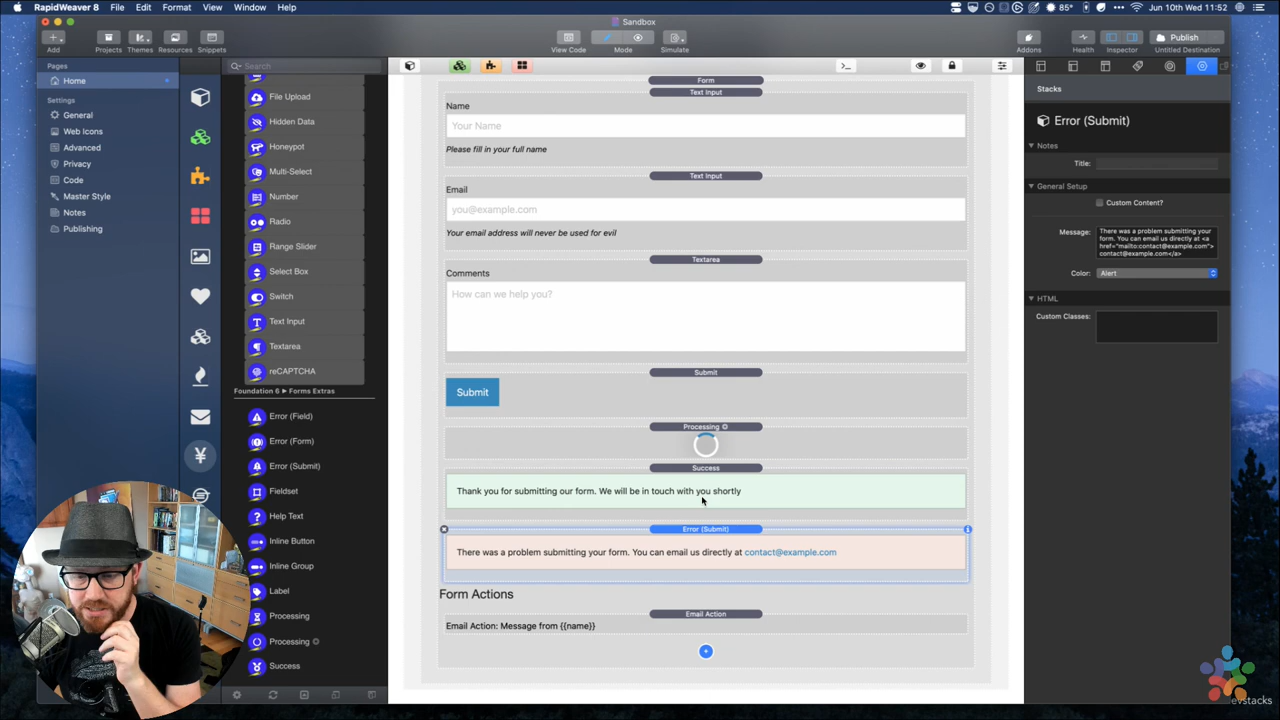 RapidWeaver 8 File Edit Format View Window Help
85° Jun 10th Wed 11:52
Sandbox
Add Projects Themes Resources Snippets
View Code Mode Simulate
Addons Health Inspector
Publish
Untitled Destination
Pages
Home
Settings
General
Web Icons
Advanced
Privacy
Code
Master Style
Notes
Publishing
Search
File Upload
Hidden Data
Honeypot
Multi-Select
Number
Radio
Range Slider
Select Box
Switch
Text Input
Textarea
reCAPTCHA
Foundation 6 ▸ Forms Extras
Error (Field)
Error (Form)
Error (Submit)
Fieldset
Help Text
Inline Button
Inline Group
Label
Processing
Processing
Success
Form
Text Input
Name
Your Name
Please fill in your full name
Text Input
Email
you@example.com
Your email address will never be used for evil
Textarea
Comments
How can we help you?
Submit
Submit
Processing
Success
Thank you for submitting our form. We will be in touch with you shortly
Error (Submit)
There was a problem submitting your form. You can email us directly at contact@example.com
Form Actions
Email Action
Email Action: Message from {{name}}
Stacks
Error (Submit)
Notes
Title:
General Setup
Custom Content?
Message:
There was a problem submitting your
form. You can email us directly at <a
href="mailto:contact@example.com">
contact@example.com</a>
Color: Alert
HTML
Custom Classes:
evstacks